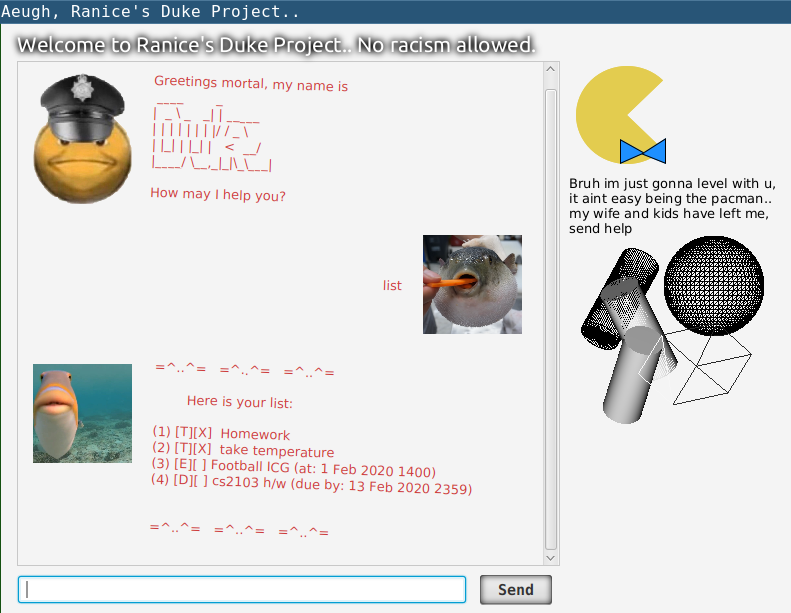 Aeugh, Ranice's Duke Project..
Welcome to Ranice's Duke Project.. No racism allowed.
Greetings mortal, my name is
 ____        _
|  _ \ _   _| | _____
| | | | | | | |/ / _ \
| |_| | |_| |   <  __/
|____/ \__,_|_|\_\___|
How may I help you?
list
=^..^=   =^..^=   =^..^=
Here is your list:
(1) [T][X]  Homework
(2) [T][X]  take temperature
(3) [E][ ] Football ICG (at: 1 Feb 2020 1400)
(4) [D][ ] cs2103 h/w (due by: 13 Feb 2020 2359)
=^..^=   =^..^=   =^..^=
Send
Bruh im just gonna level with u,
it aint easy being the pacman..
my wife and kids have left me,
send help